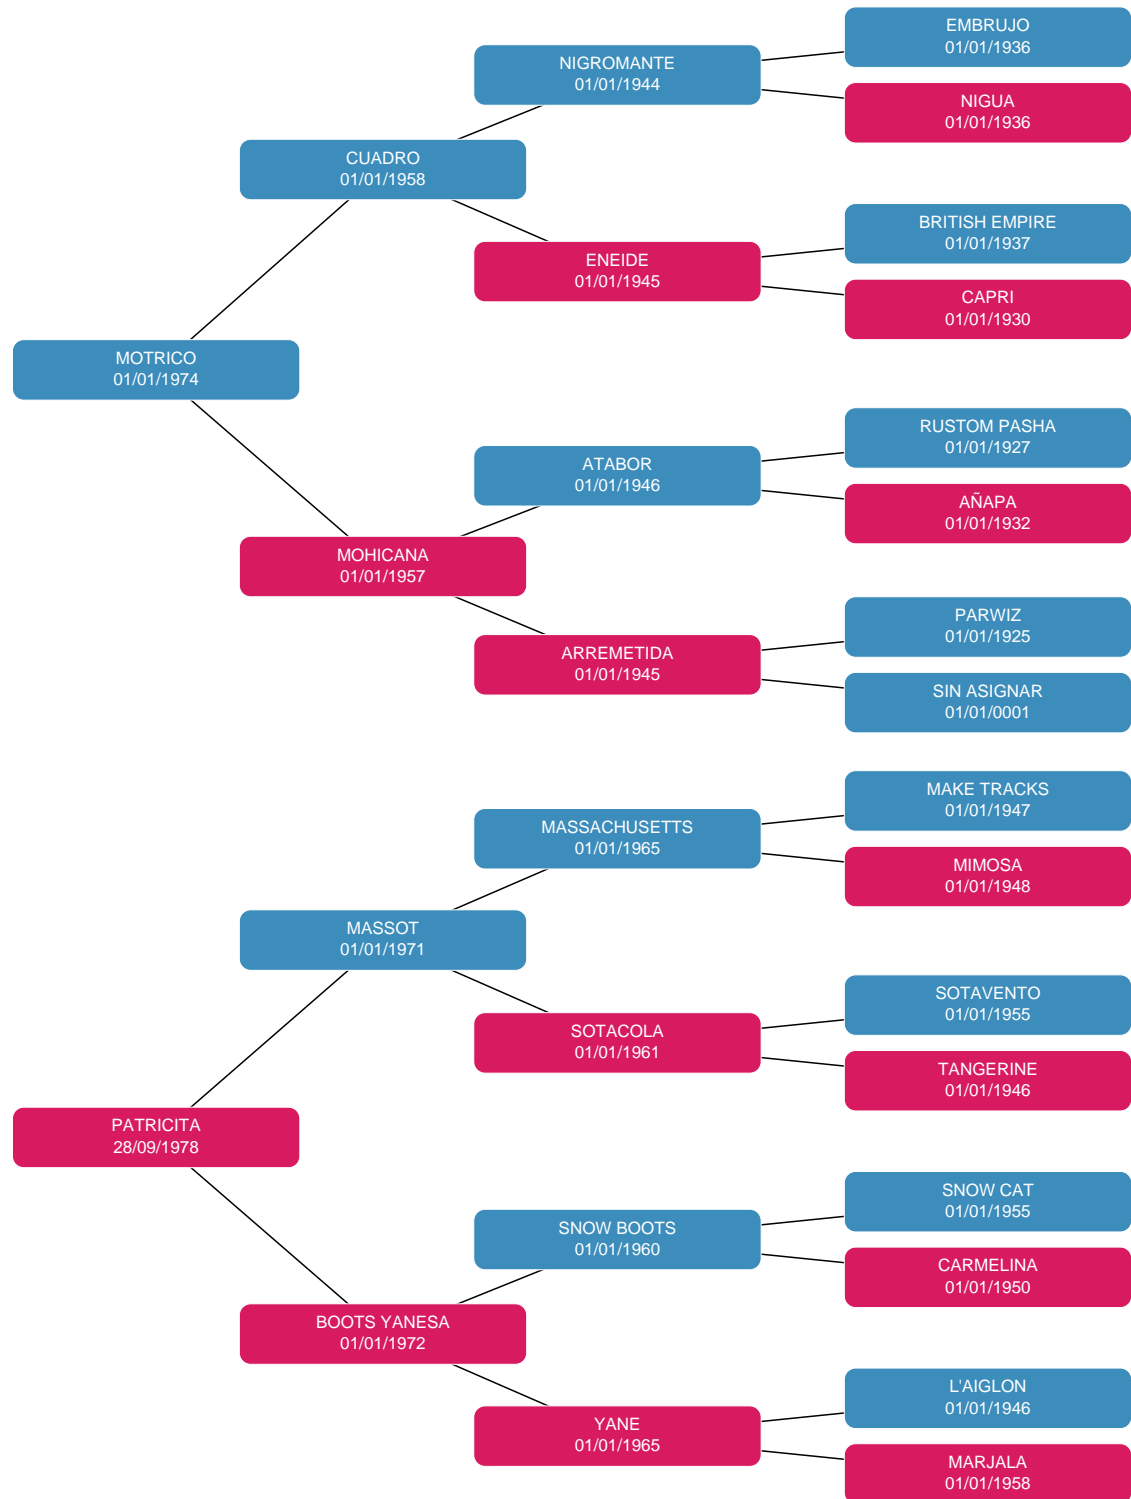 EMBRUJO
01/01/1936
NIGROMANTE
01/01/1944
NIGUA
01/01/1936
CUADRO
01/01/1958
BRITISH EMPIRE
01/01/1937
ENEIDE
01/01/1945
CAPRI
01/01/1930
MOTRICO
01/01/1974
RUSTOM PASHA
01/01/1927
ATABOR
01/01/1946
AÑAPA
01/01/1932
MOHICANA
01/01/1957
PARWIZ
01/01/1925
ARREMETIDA
01/01/1945
SIN ASIGNAR
01/01/0001
MAKE TRACKS
01/01/1947
MASSACHUSETTS
01/01/1965
MIMOSA
01/01/1948
MASSOT
01/01/1971
SOTAVENTO
01/01/1955
SOTACOLA
01/01/1961
TANGERINE
01/01/1946
PATRICITA
28/09/1978
SNOW CAT
01/01/1955
SNOW BOOTS
01/01/1960
CARMELINA
01/01/1950
BOOTS YANESA
01/01/1972
L'AIGLON
01/01/1946
YANE
01/01/1965
MARJALA
01/01/1958